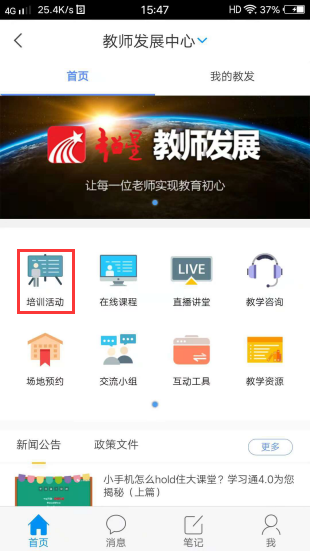 4G 25.4K/s 15:47 HD 37%
教师发展中心
首页 我的教发
超星 教师发展
让每一位老师实现教育初心
LIVE
培训活动 在线课程 直播讲堂 教学咨询
场地预约 交流小组 互动工具 教学资源
新闻公告 政策文件 更多
小手机怎么hold住大课堂？学习通4.0为您
揭秘（上篇）
首页 消息 笔记 我